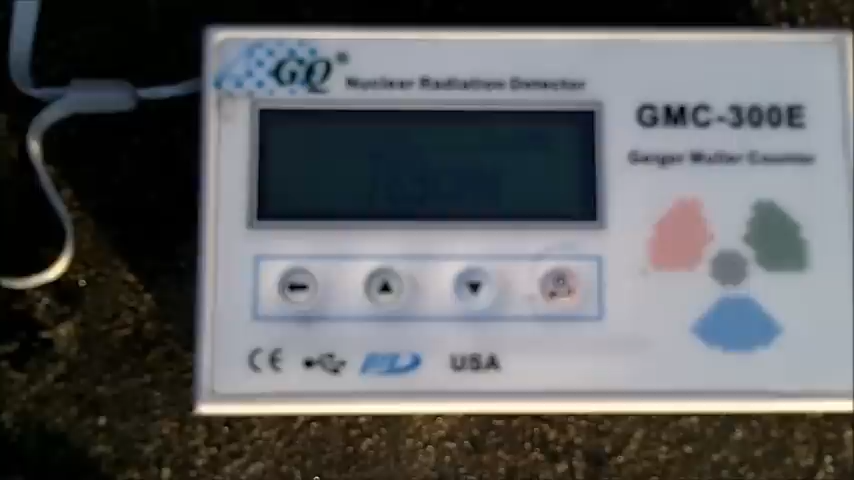 GQ
Nuclear Radiation Detector
GMC-300E
Geiger Muller Counter
CE
USA